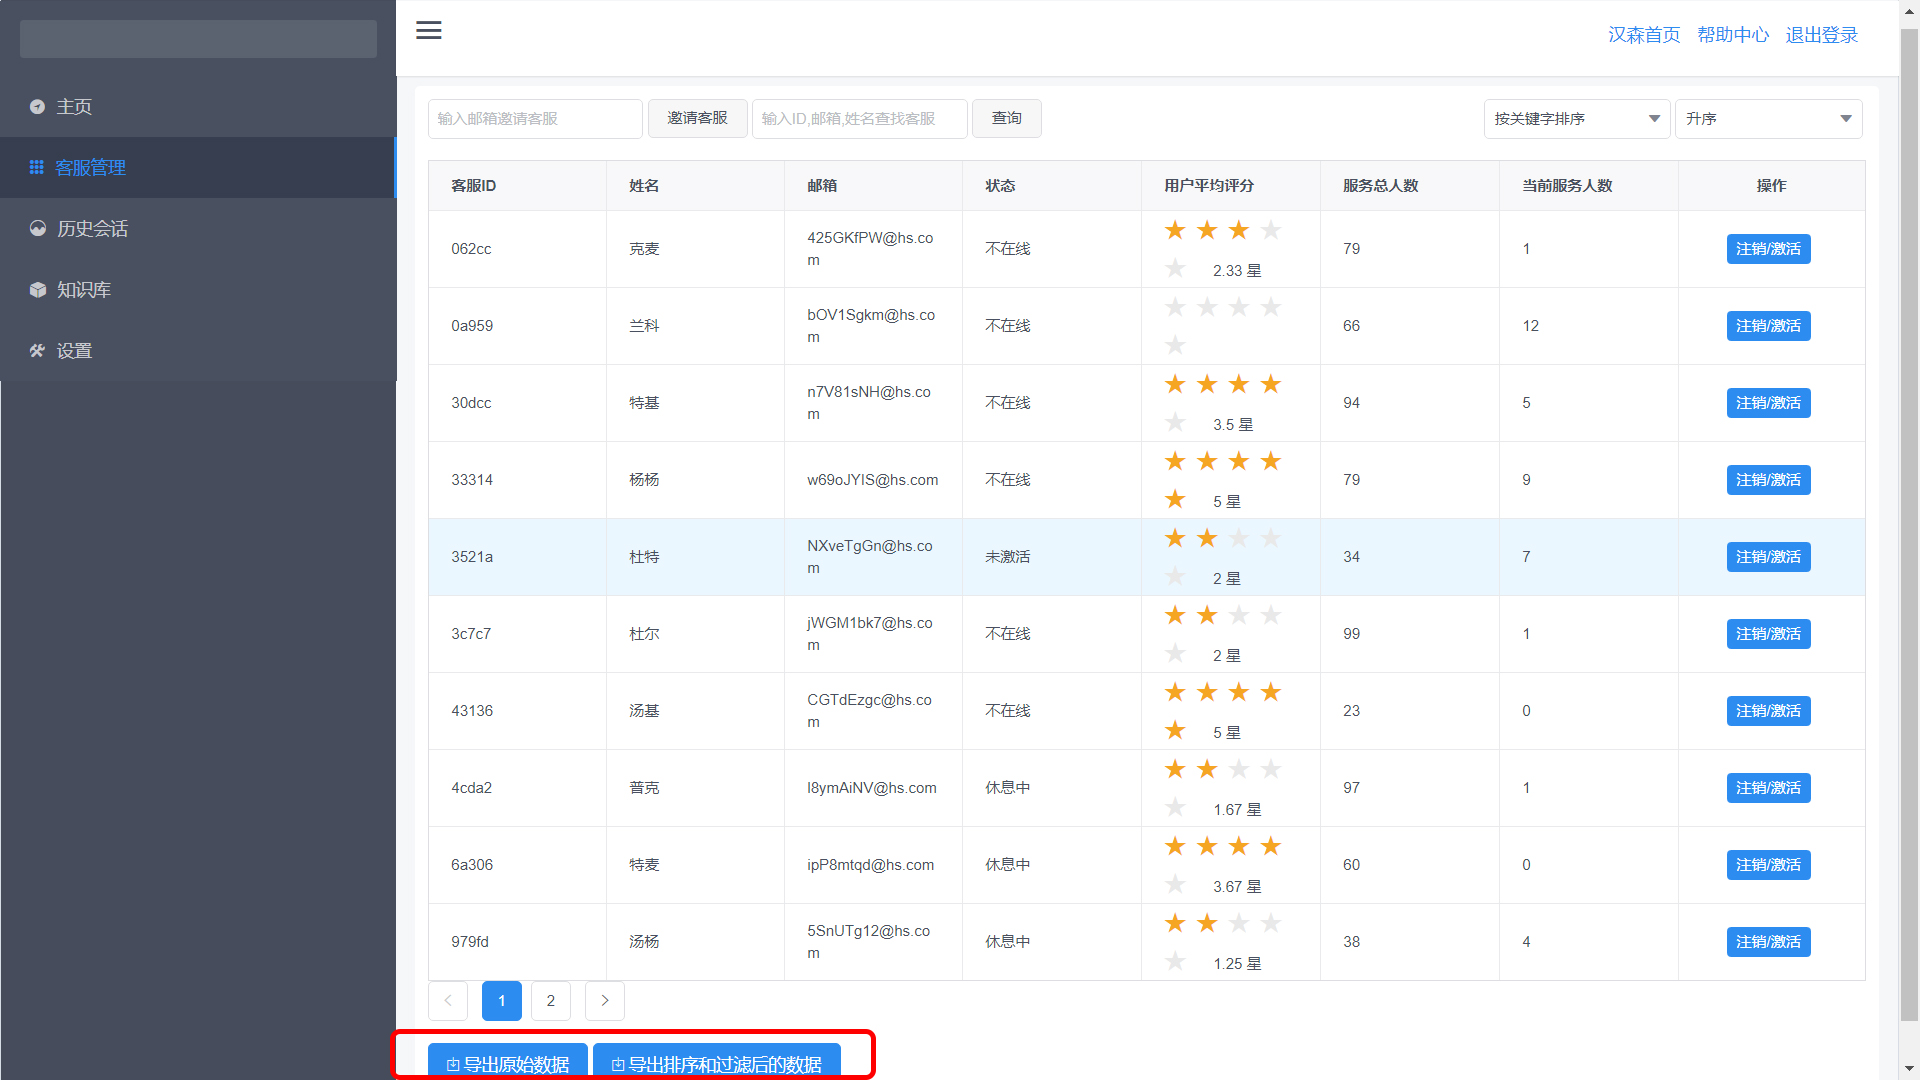 汉森首页 帮助中心 退出登录
主页
客服管理
历史会话
知识库
设置
输入邮箱邀请客服 邀请客服 输入ID,邮箱,姓名查找客服 查询 按关键字排序 升序
客服ID 姓名 邮箱 状态 用户平均评分 服务总人数 当前服务人数 操作
062cc 克麦 425GKfPW@hs.co
m 不在线 2.33 星 79 1 注销/激活
0a959 兰科 bOV1Sgkm@hs.co
m 不在线 66 12 注销/激活
30dcc 特基 n7V81sNH@hs.co
m 不在线 3.5 星 94 5 注销/激活
33314 杨杨 w69oJYIS@hs.com 不在线 5 星 79 9 注销/激活
3521a 杜特 NXveTgGn@hs.co
m 未激活 2 星 34 7 注销/激活
3c7c7 杜尔 jWGM1bk7@hs.co
m 不在线 2 星 99 1 注销/激活
43136 汤基 CGTdEzgc@hs.co
m 不在线 5 星 23 0 注销/激活
4cda2 普克 l8ymAiNV@hs.com 休息中 1.67 星 97 1 注销/激活
6a306 特麦 ipP8mtqd@hs.com 休息中 3.67 星 60 0 注销/激活
979fd 汤杨 5SnUTg12@hs.co
m 休息中 1.25 星 38 4 注销/激活
1 2
导出原始数据 导出排序和过滤后的数据